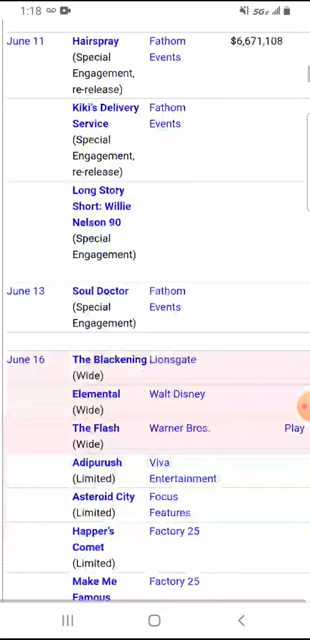 1:18
5GE
June 11 Hairspray Fathom $6,671,108
(Special Events
Engagement,
re-release)
Kiki's Delivery Fathom
Service Events
(Special
Engagement,
re-release)
Long Story
Short: Willie
Nelson 90
(Special
Engagement)
June 13 Soul Doctor Fathom
(Special Events
Engagement)
June 16 The Blackening Lionsgate
(Wide)
Elemental Walt Disney
(Wide)
The Flash Warner Bros. Play
(Wide)
Adipurush Viva
(Limited) Entertainment
Asteroid City Focus
(Limited) Features
Happer's Factory 25
Comet
(Limited)
Make Me Factory 25
Famous